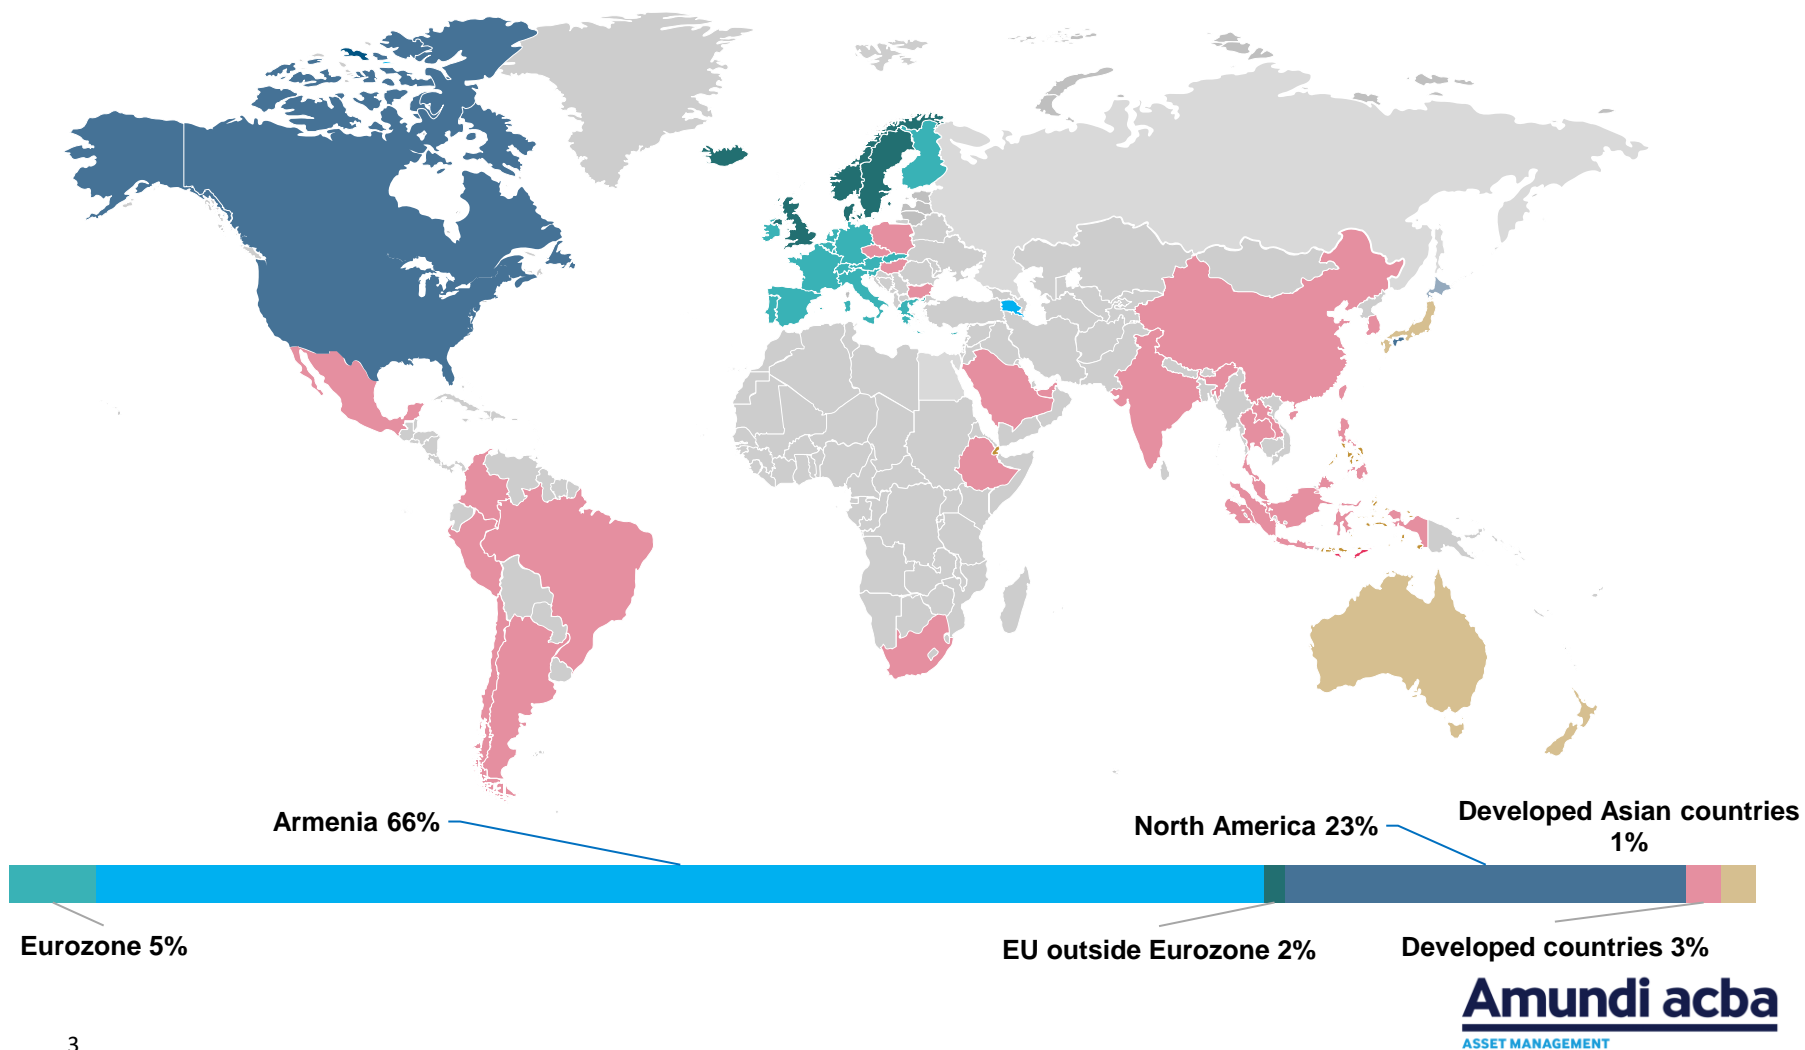 Armenia 66%
North America 23%
Developed Asian countries
1%
Eurozone 5%
EU outside Eurozone 2%
Developed countries 3%
Amundi acba
ASSET MANAGEMENT
3